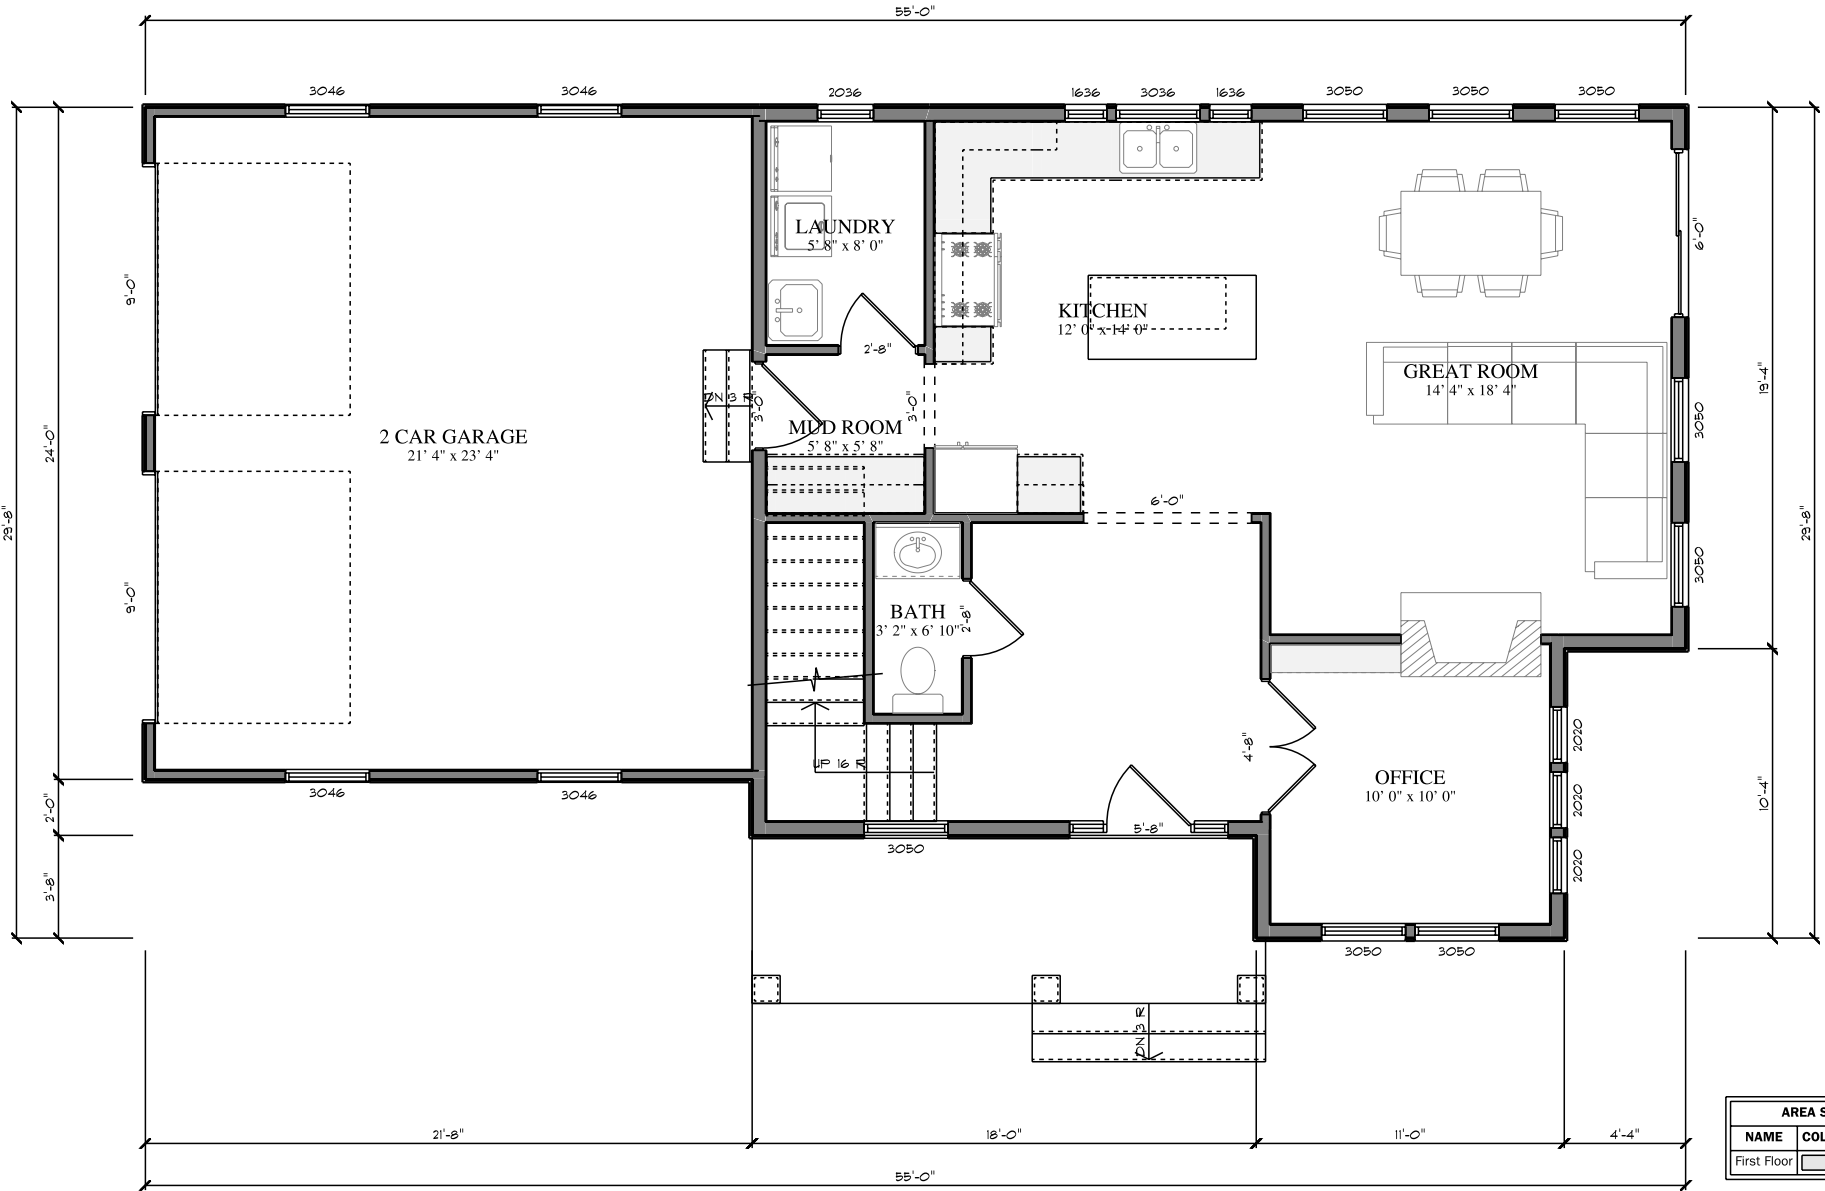 55'-0"
3046
3046
2036
1636
3036
1636
3050
3050
3050
LAUNDRY
5' 8" x 8' 0"
6'-0"
9'-0"
KITCHEN
12' 0" x 14' 0"
2'-8"
GREAT ROOM
14' 4" x 18' 4"
19'-4"
DN 3 R
3'-0"
3'-0"
MUD ROOM
5' 8" x 5' 8"
2 CAR GARAGE
21' 4" x 23' 4"
3050
24'-0"
29'-8"
6'-0"
29'-8"
3050
9'-0"
BATH
3' 2" x 6' 10"
2'-8"
4'-8"
2020
UP 16 R
OFFICE
10' 0" x 10' 0"
2020
10'-4"
2'-0"
3046
3046
5'-8"
3050
2020
3'-8"
3050
3050
DN 3 R
21'-8"
18'-0"
11'-0"
4'-4"
55'-0"
AREA S
NAME COL
First Floor